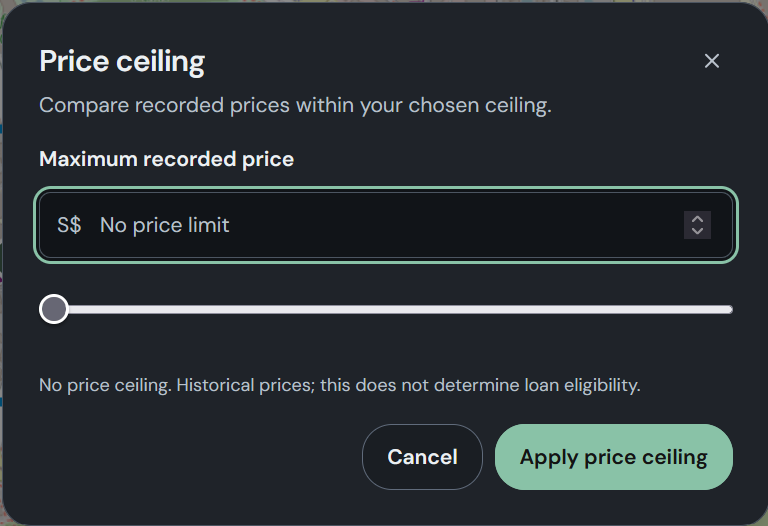 Price ceiling
Compare recorded prices within your chosen ceiling.
Maximum recorded price
S$ No price limit
No price ceiling. Historical prices; this does not determine loan eligibility.
Cancel Apply price ceiling